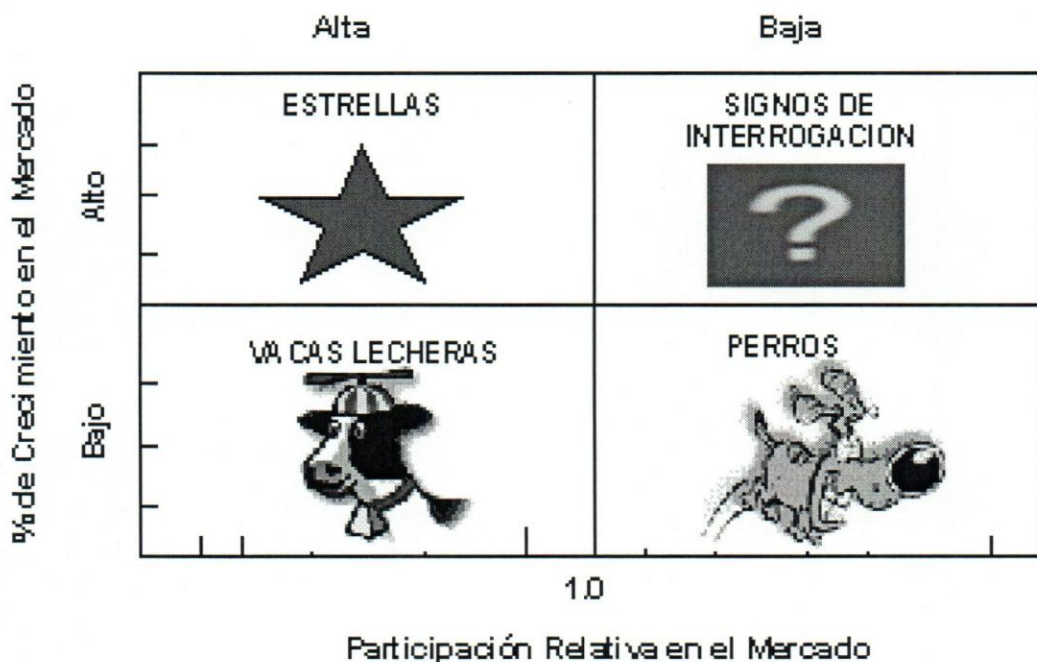 Alta
Baja
% de Crecimiento en el Mercado
Alto
ESTRELLAS
SIGNOS DE
INTERROGACION
?
Bajo
VACAS LECHERAS
PERROS
1.0
Participación Relativa en el Mercado